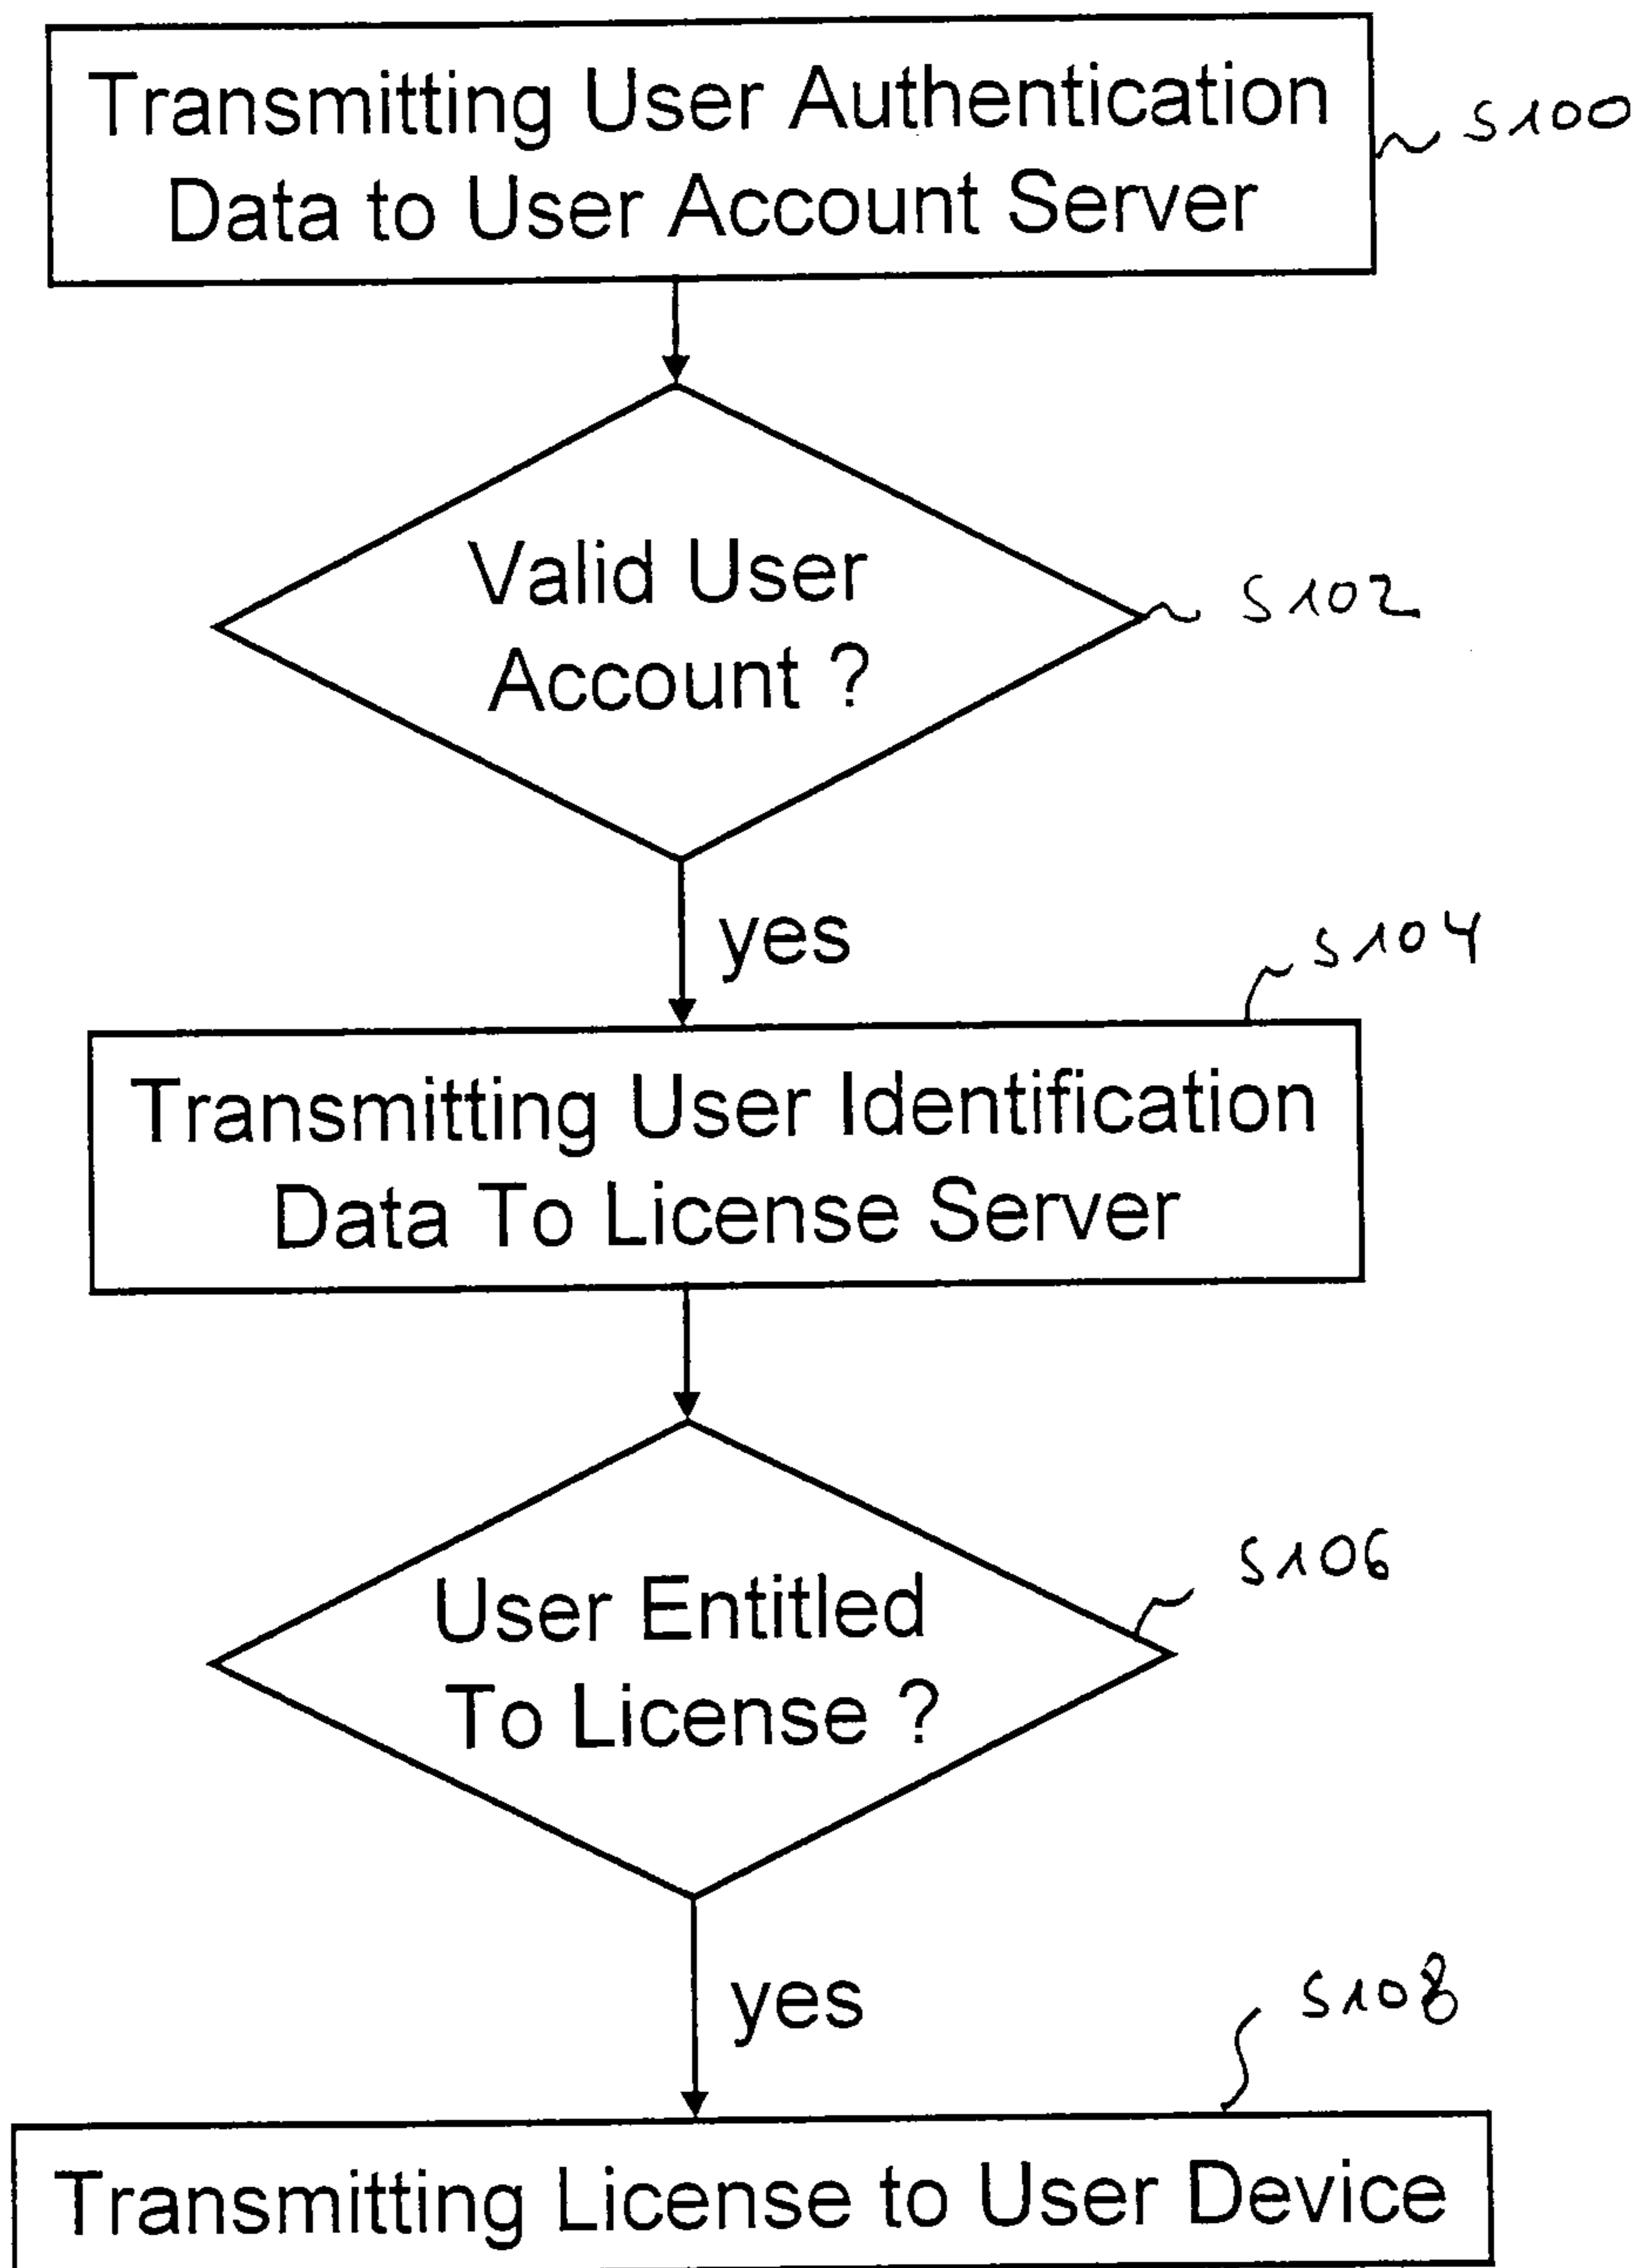 Transmitting User Authentication
Data to User Account Server
S100
Valid User
Account ?
S102
yes
S104
Transmitting User Identification
Data To License Server
User Entitled
To License ?
S106
yes
S108
Transmitting License to User Device